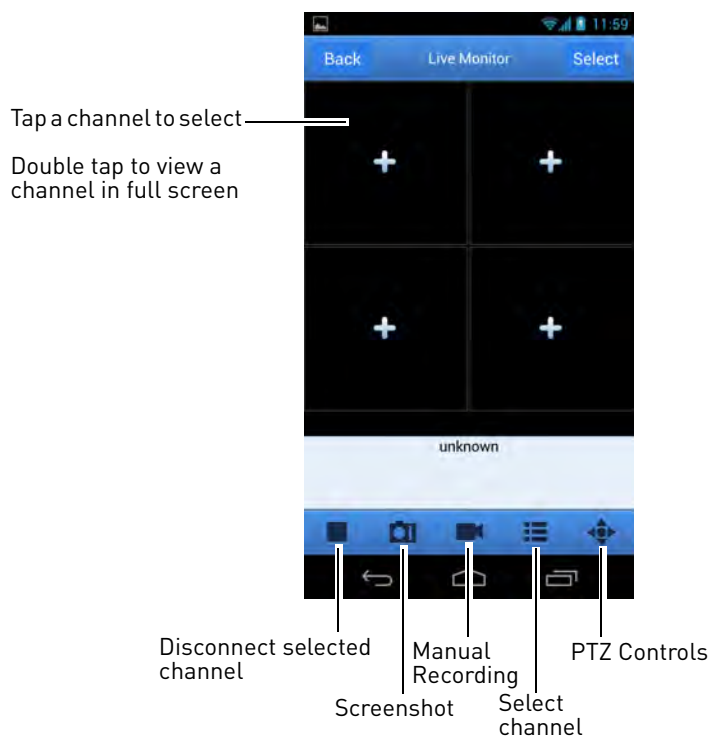 11:59
Back Live Monitor Select
Tap a channel to select
Double tap to view a
channel in full screen
unknown
Disconnect selected
channel
Screenshot
Manual
Recording
Select
channel
PTZ Controls